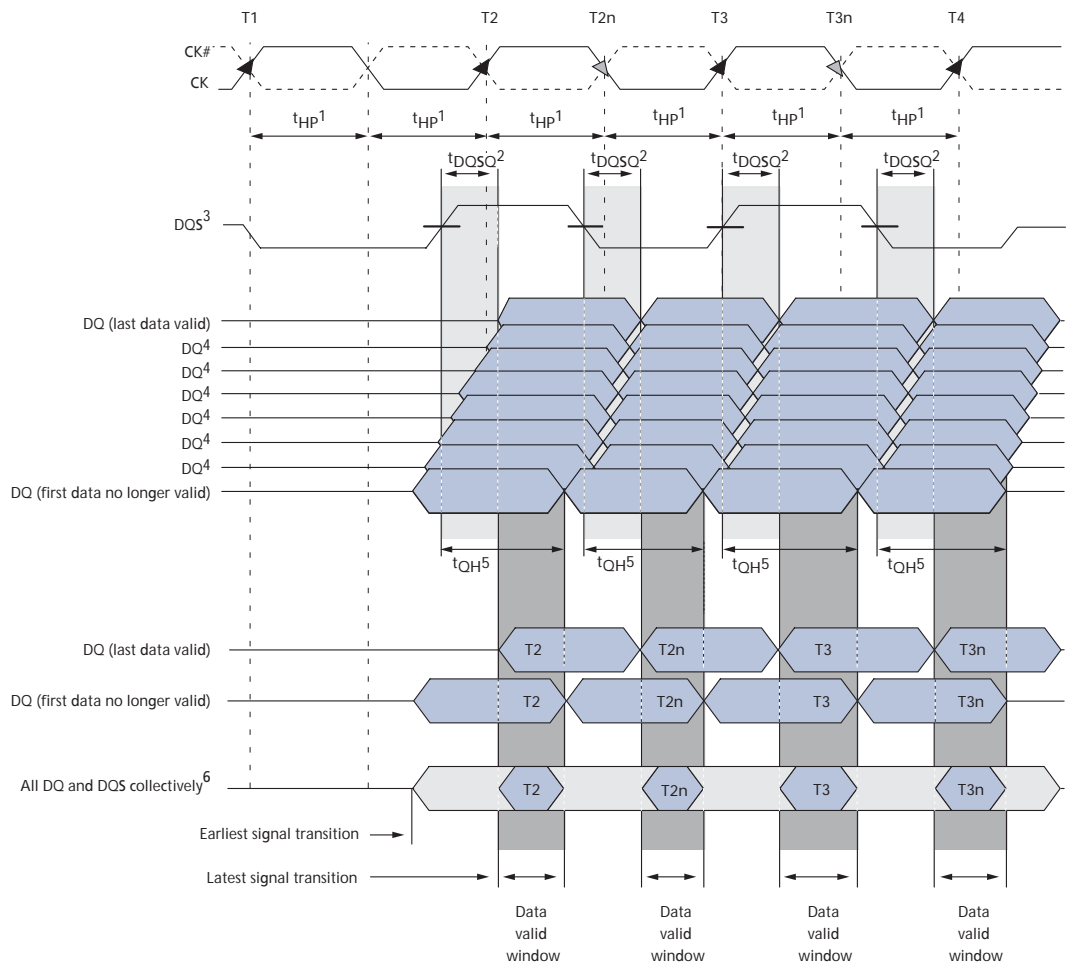 T1 T2 T2n T3 T3n T4
CK#
CK
tHP1 tHP1 tHP1 tHP1 tHP1 tHP1
tDQSQ2 tDQSQ2 tDQSQ2 tDQSQ2
DQS3
DQ (last data valid)
DQ4
DQ4
DQ4
DQ4
DQ4
DQ4
DQ (first data no longer valid)
tQH5 tQH5 tQH5 tQH5
DQ (last data valid) T2 T2n T3 T3n
DQ (first data no longer valid) T2 T2n T3 T3n
All DQ and DQS collectively6 T2 T2n T3 T3n
Earliest signal transition
Latest signal transition
Data Data Data Data
valid valid valid valid
window window window window